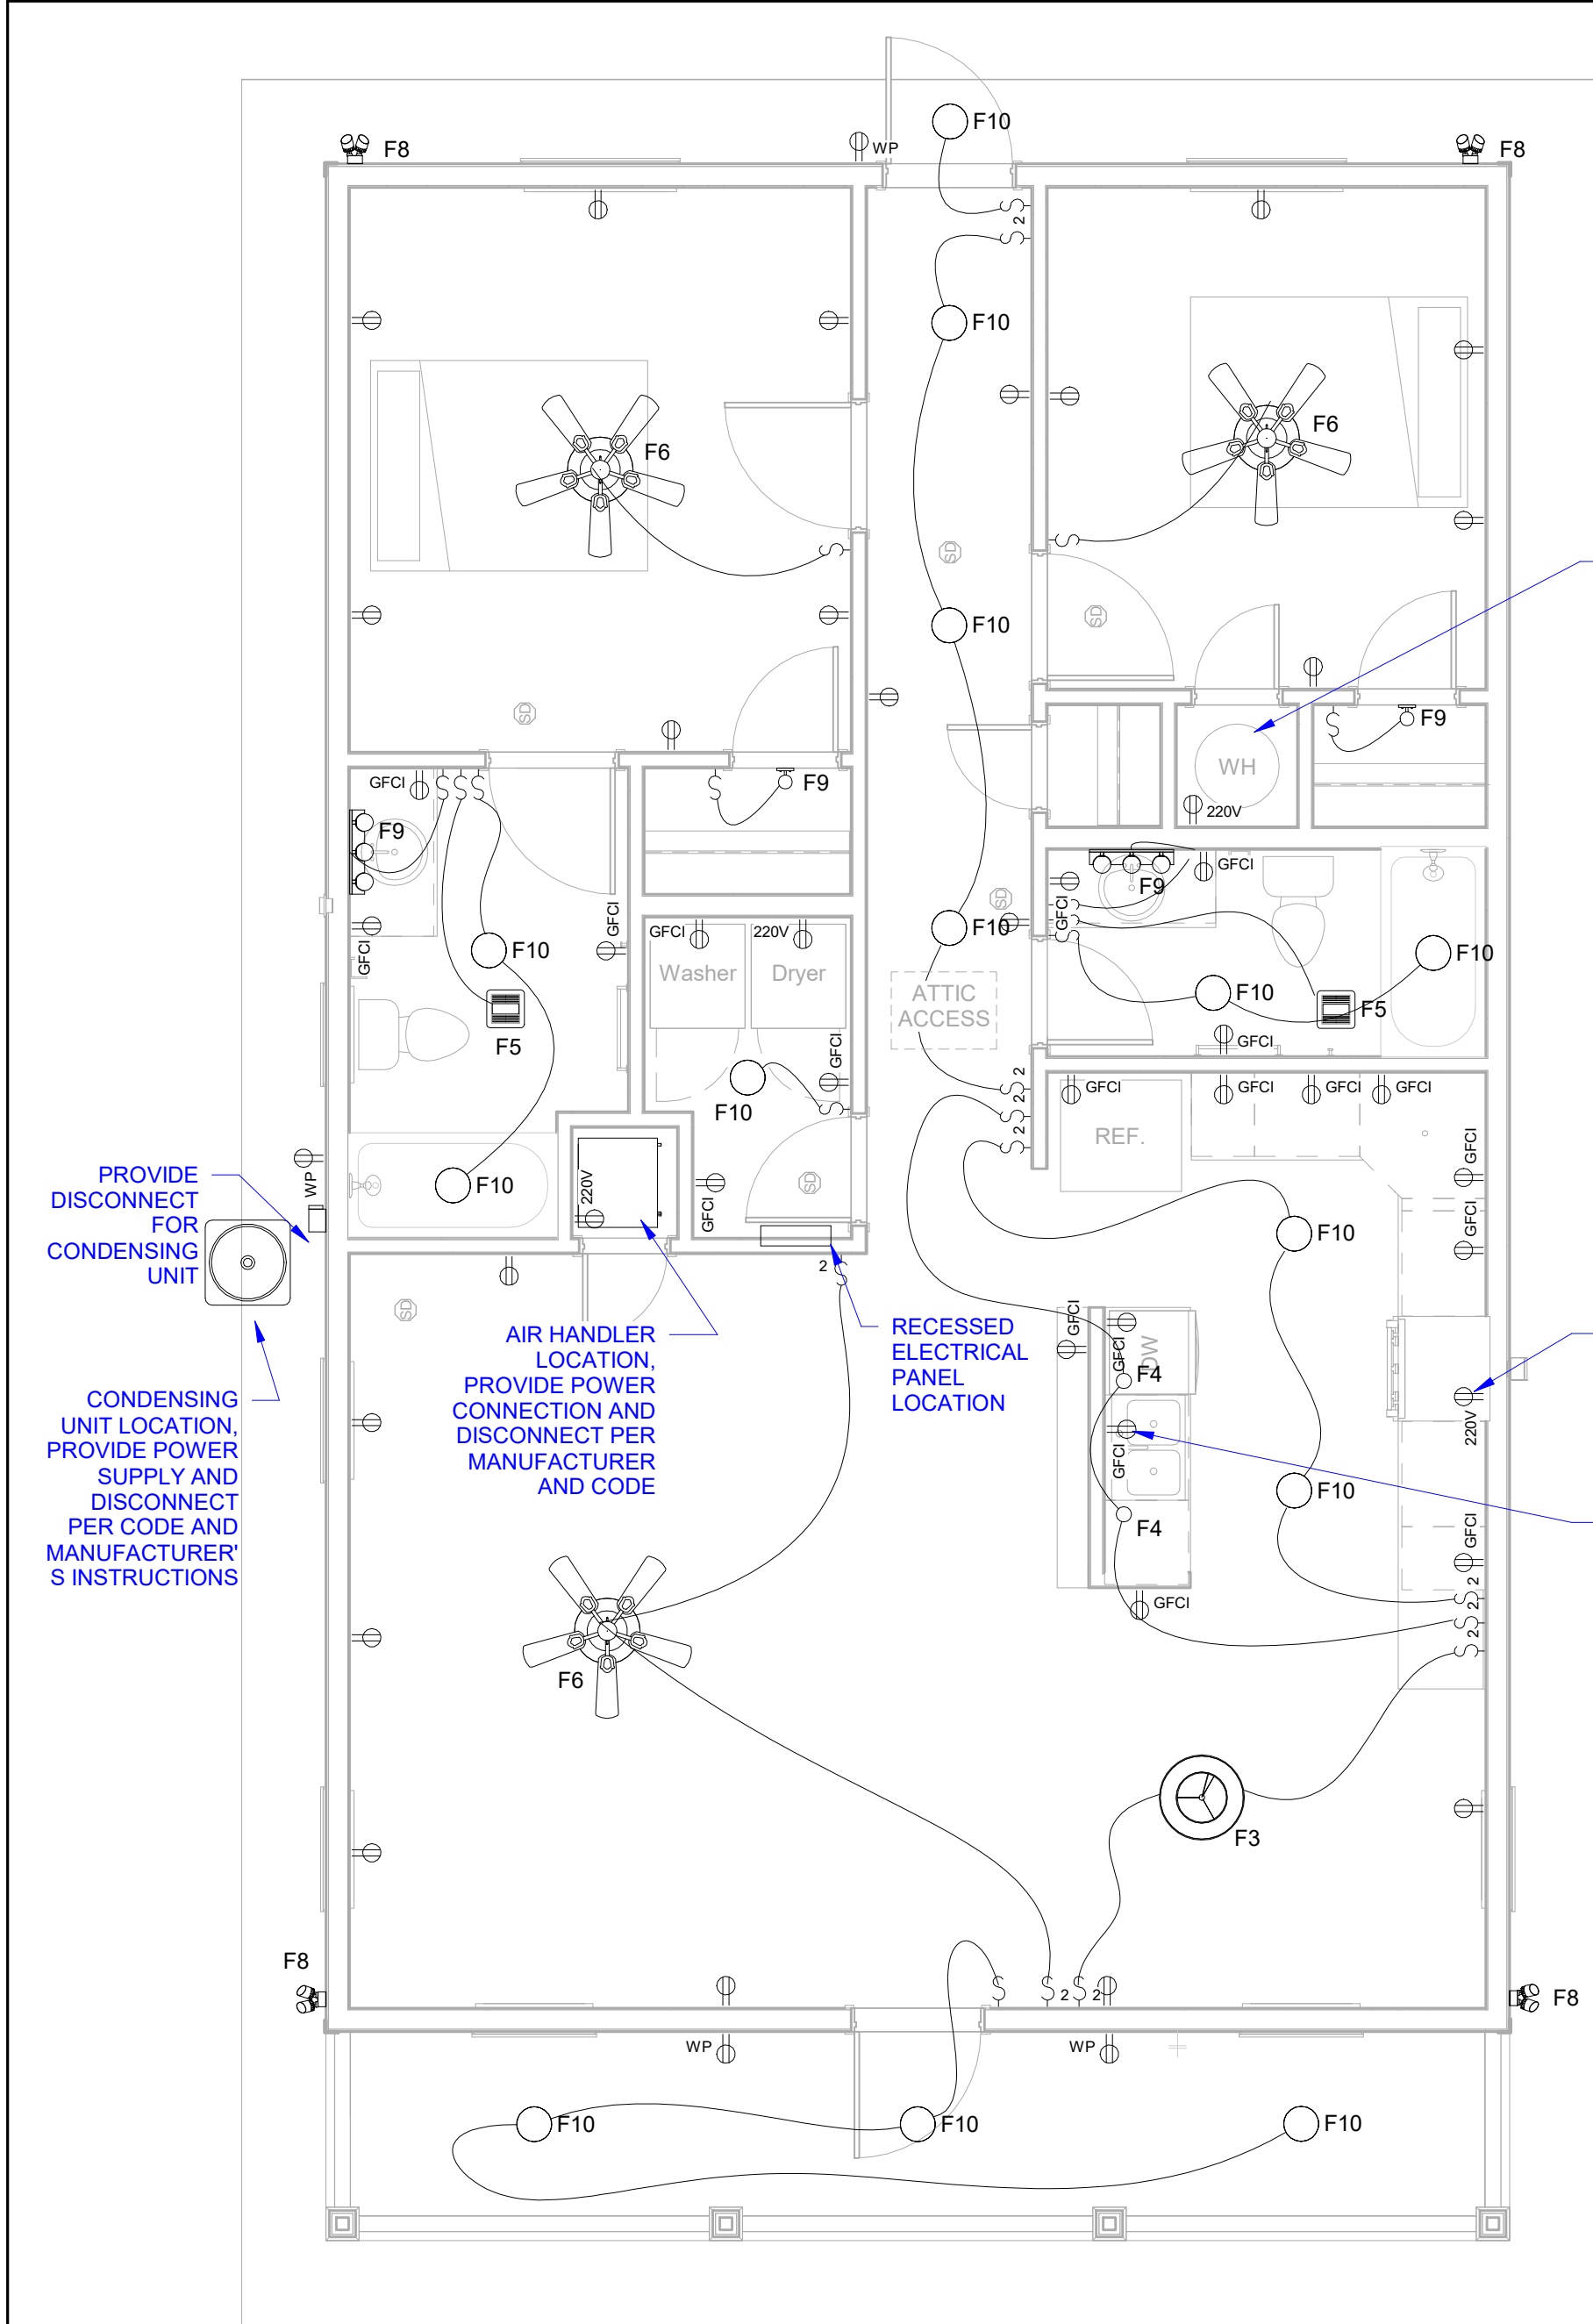 F10
F8
WP
F8
2
F10
F6
F6
SD
SD
F10
SD
F9
WH
220V
GFCI
F9
F9
F9
GFCI
SD
GFCI
GFCI
GFCI
F10
GFCI
220V
Washer
Dryer
F10
F10
F10
F5
F5
ATTIC
ACCESS
GFCI
GFCI
F10
2
2
2
GFCI
GFCI
GFCI
GFCI
REF.
GFCI
GFCI
F10
SD
220V
GFCI
WP
PROVIDE
DISCONNECT
FOR
CONDENSING
UNIT
F10
2
SD
AIR HANDLER
LOCATION,
PROVIDE POWER
CONNECTION AND
DISCONNECT PER
MANUFACTURER
AND CODE
RECESSED
ELECTRICAL
PANEL
LOCATION
GFCI
GFCI
DW
F4
GFCI
F4
GFCI
220V
F10
GFCI
2
2
2
CONDENSING
UNIT LOCATION,
PROVIDE POWER
SUPPLY AND
DISCONNECT
PER CODE AND
MANUFACTURER'
S INSTRUCTIONS
F6
F3
F8
2
2
F8
WP
WP
F10
F10
F10